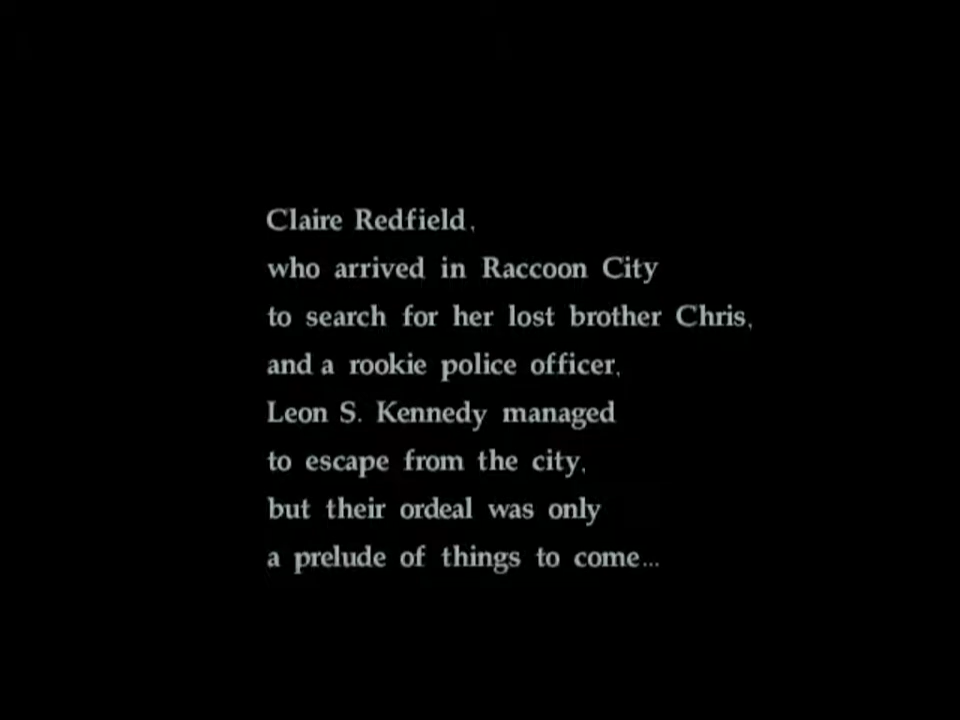 Claire Redfield,
who arrived in Raccoon City
to search for her lost brother Chris,
and a rookie police officer,
Leon S. Kennedy managed
to escape from the city,
but their ordeal was only
a prelude of things to come...